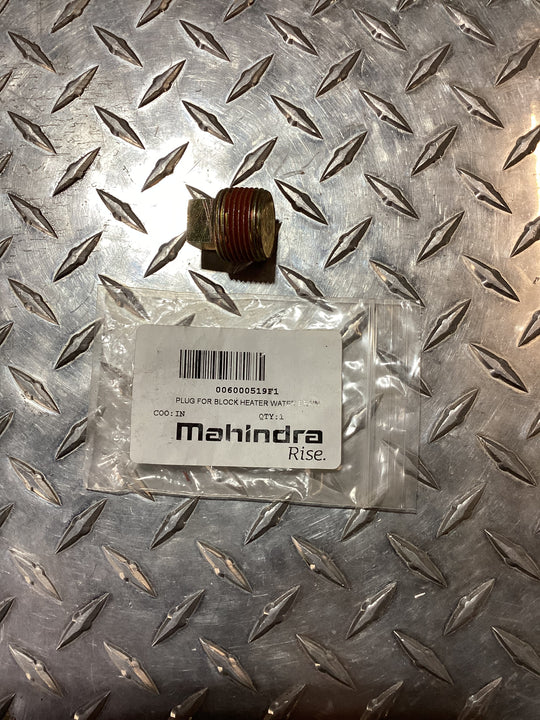 006000519F1
PLUG FOR BLOCK HEATER WATER
COO:IN QTY:1
Mahindra
Rise.